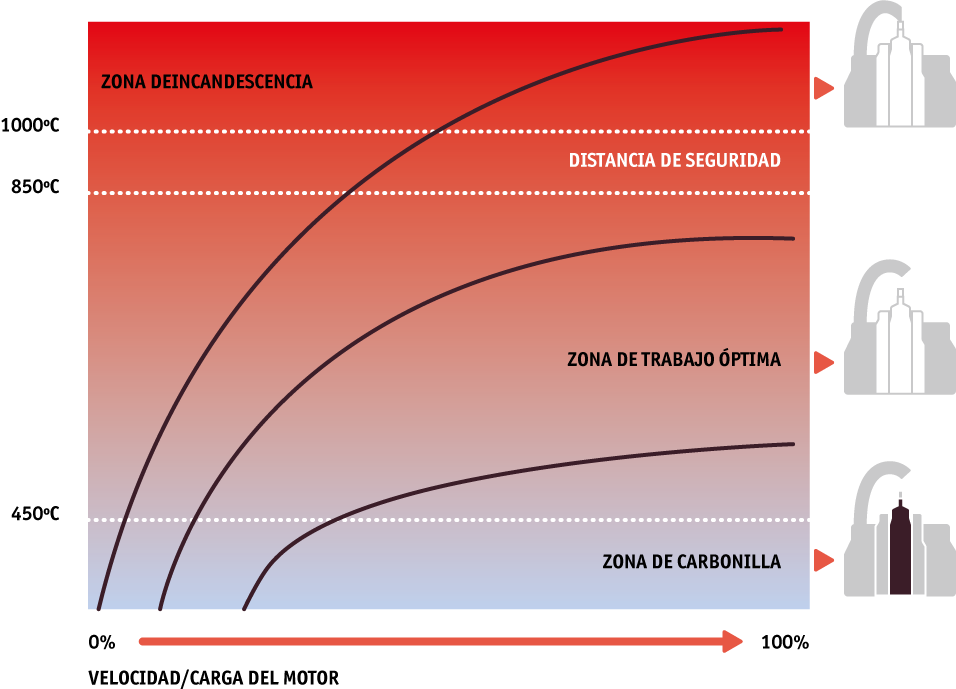 ZONA DEINCANDESCENCIA
1000ºC
DISTANCIA DE SEGURIDAD
850ºC
ZONA DE TRABAJO ÓPTIMA
450ºC
ZONA DE CARBONILLA
0%
100%
VELOCIDAD/CARGA DEL MOTOR